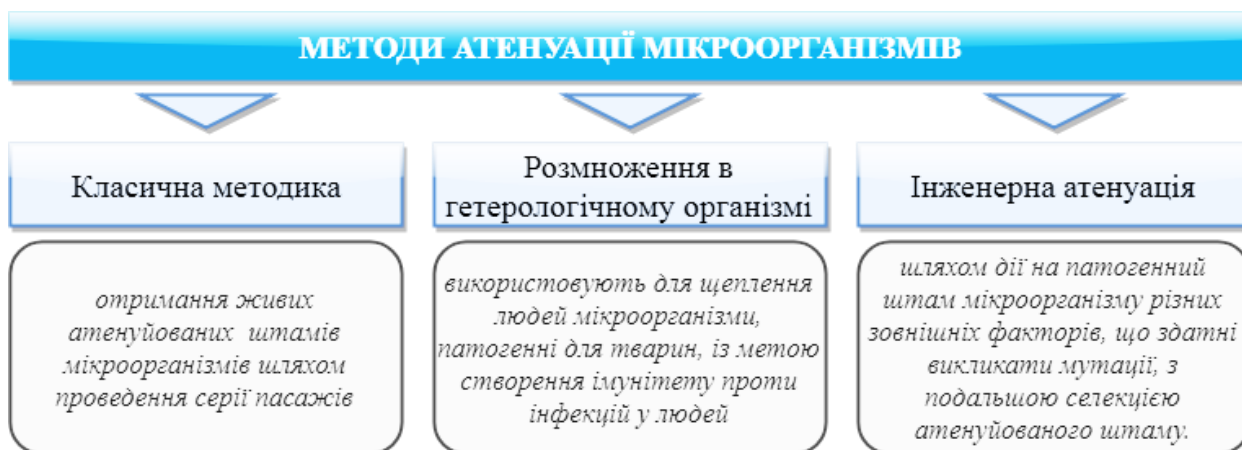 МЕТОДИ АТЕНУАЦІЇ МІКРООРГАНІЗМІВ
Класична методика
отримання живих
атенуйованих штамів
мікроорганізмів шляхом
проведення серії пасажів
Розмноження в
гетерологічному організмі
використовують для щеплення
людей мікроорганізми,
патогенні для тварин, із метою
створення імунітету проти
інфекцій у людей
Інженерна атенуація
шляхом дії на патогенний
штам мікроорганізму різних
зовнішніх факторів, що здатні
викликати мутації, з
подальшою селекцією
атенуйованого штаму.